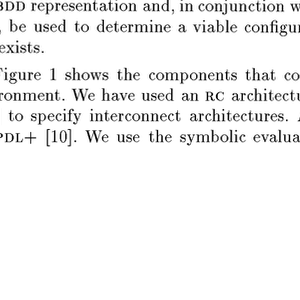 BDD representation and, in conjunction w
, be used to determine a viable configur
exists.
Figure 1 shows the components that co
ronment. We have used an RC architectu
to specify interconnect architectures. A
PDL+ [10]. We use the symbolic evalua